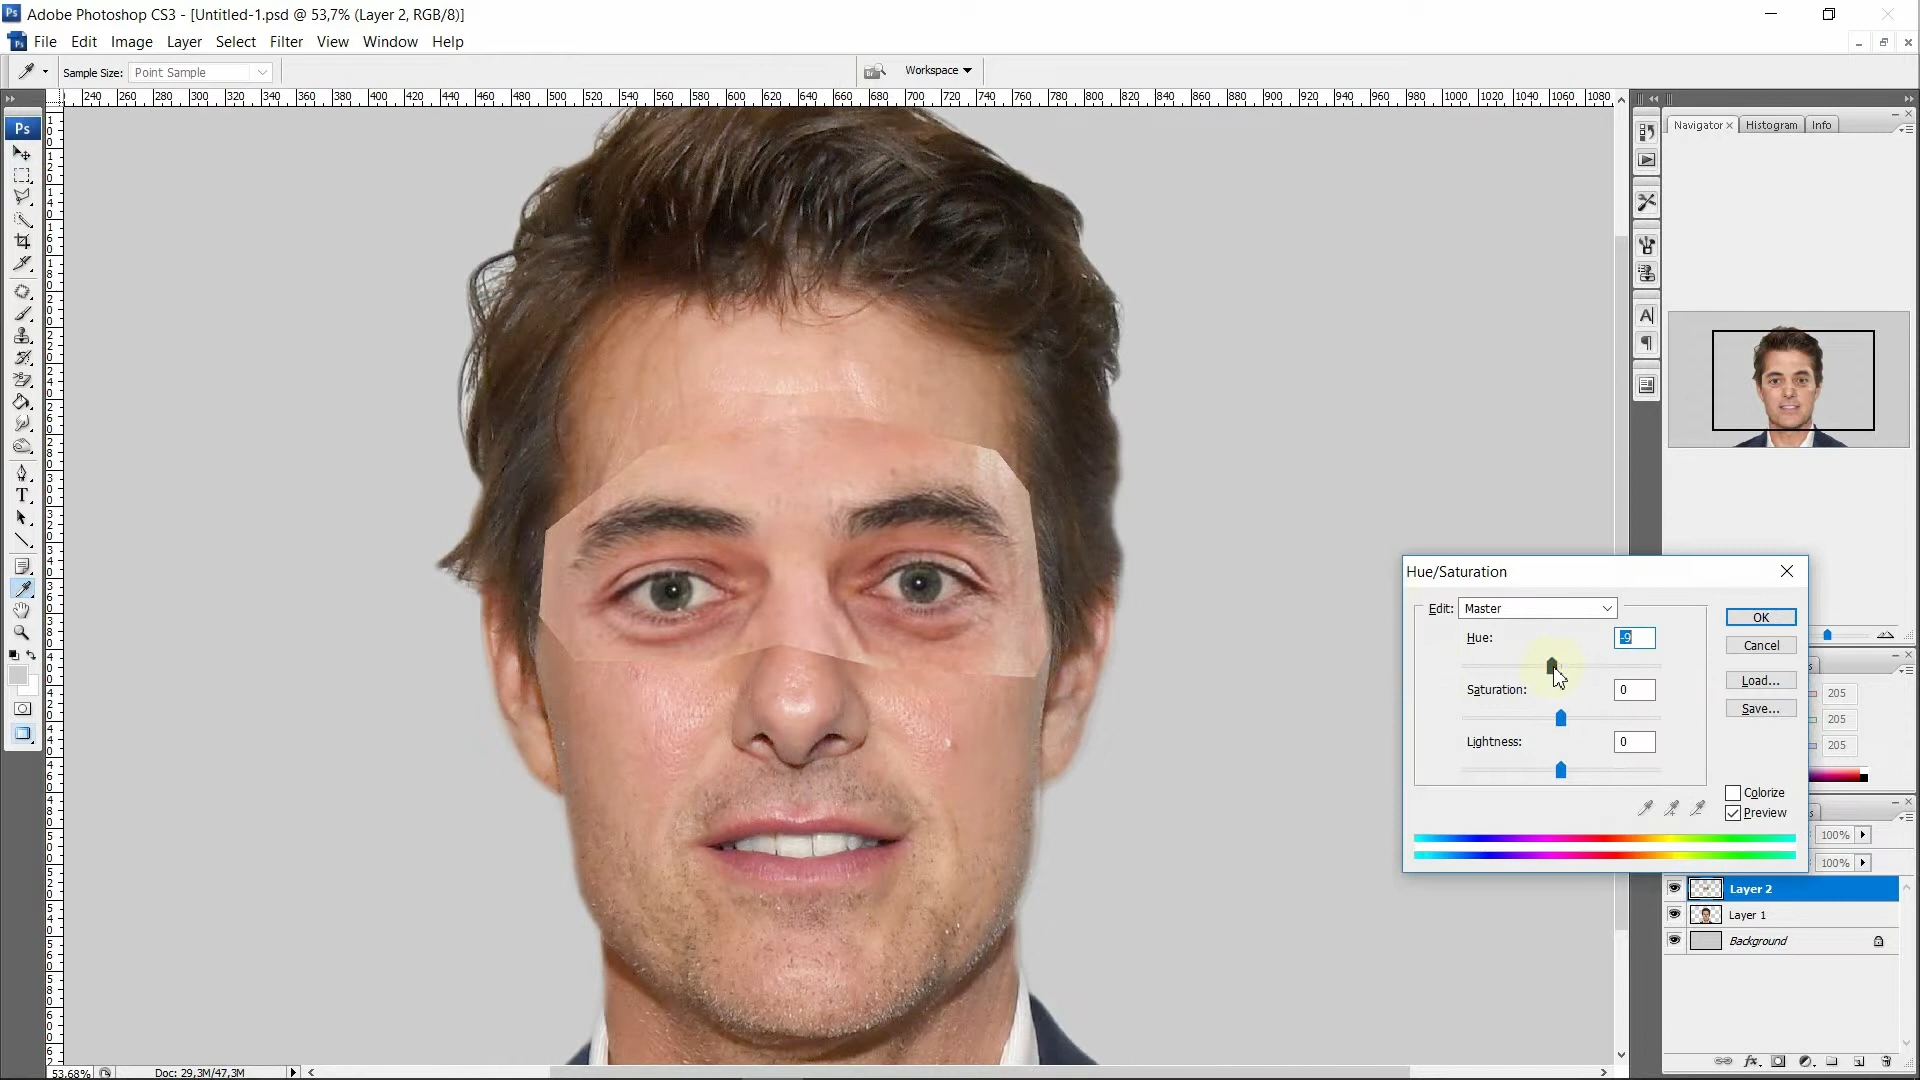 Ps Adobe Photoshop CS3 - [Untitled-1.psd @ 53,7% (Layer 2, RGB/8)]
File Edit Image Layer Select Filter View Window Help
Sample Size: Point Sample
Workspace
240 260 280 300 320 340 360 380 400 420 440 460 480 500 520 540 560 580 600 620 640 660 680 700 720 740 760 780 800 820 840 860 880 900 920 940 960 980 1000 1020 1040 1060 1080
Ps
Navigator × Histogram Info
Hue/Saturation
Edit: Master
OK
Hue: -9
Cancel
Load...
Saturation: 0
Save...
Lightness: 0
Colorize
Preview
205
205
205
100%
100%
Layer 2
Layer 1
Background
53.68% Doc: 29,3M/47,3M